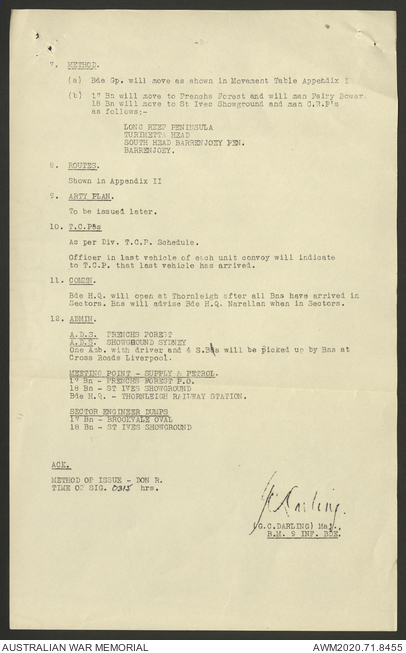 7. METHOD.
(a) Bde Gp. will move as shown in Movement Table Appendix I
(b) 17 Bn will move to Frenchs Forest and will man Fairy Bower.
18 Bn will move to St Ives Showground and man C.R.P's
as follows:-
LONG REEF PENINSULA
TURIMETTA HEAD
SOUTH HEAD BARRENJOEY PEN.
BARRENJOEY.
8. ROUTES.
Shown in Appendix II
9. ARTY PLAN.
To be issued later.
10. T.C.P's
As per Div. T.C.P. Schedule.
Officer in last vehicle of each unit convoy will indicate
to T.C.P. that last vehicle has arrived.
11. COMMN.
Bde H.Q. will open at Thornleigh after all Bns have arrived in
Sectors. Bns will advise Bde H.Q. Narellan when in Sectors.
12. ADMIN.
A.D.S. FRENCHS FOREST
SHOWGROUND SYDNEY
One Amb. with driver and 4 S.Bs will be picked up by Bns at
Cross Roads Liverpool.
MEETING POINT - SUPPLY & PETROL.
17 Bn - FRENCHS FOREST P.O.
18 Bn - ST IVES SHOWGROUND
Bde H.Q. - THORNLEIGH RAILWAY STATION.
SECTOR ENGINEER DUMPS
17 Bn - BROOKVALE OVAL
18 Bn - ST IVES SHOWGROUND
ACK.
METHOD OF ISSUE - DON R.
TIME OF SIG. 0315 hrs.
G C Darling.
(G.C.DARLING) Maj.,
B.M. 9 INF. BDE.
AUSTRALIAN WAR MEMORIAL
AWM2020.71.8455